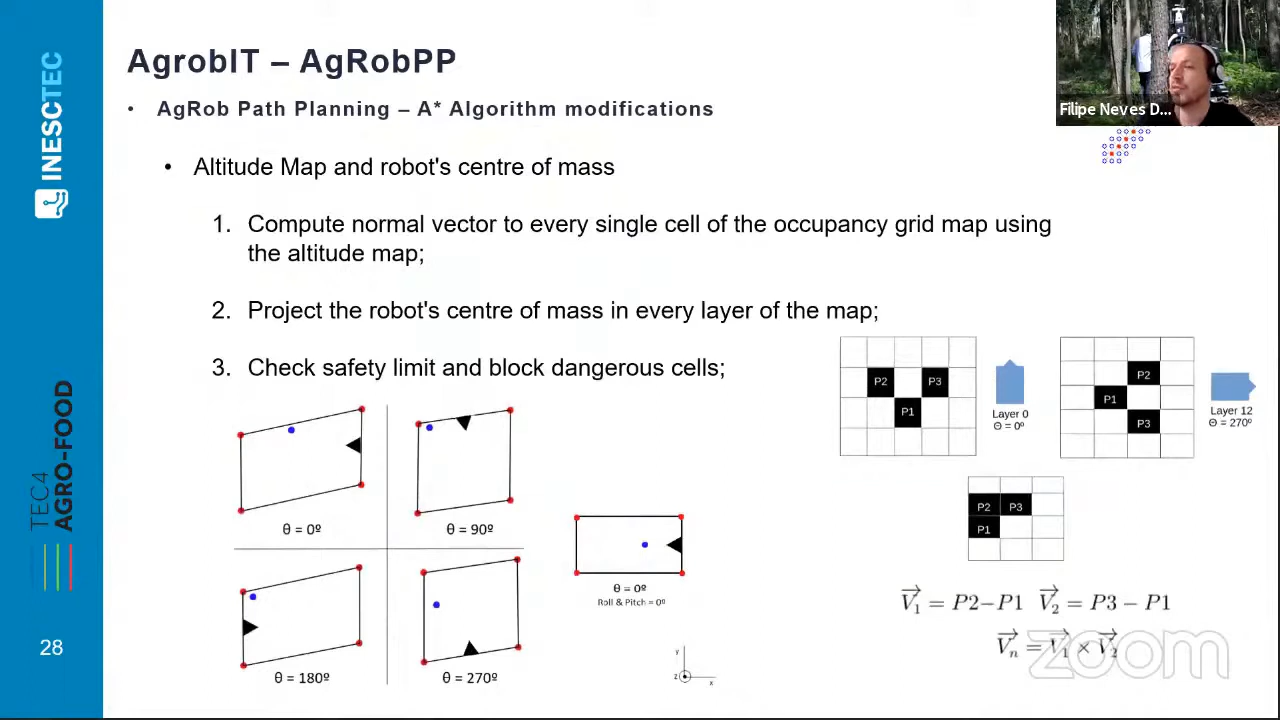 INESCTEC
TEC4
AGRO-FOOD
28
AgrobIT – AgRobPP
• AgRob Path Planning – A* Algorithm modifications
• Altitude Map and robot's centre of mass
1. Compute normal vector to every single cell of the occupancy grid map using
the altitude map;
2. Project the robot's centre of mass in every layer of the map;
3. Check safety limit and block dangerous cells;
Filipe Neves D...
θ = 0º
θ = 90º
θ = 180º
θ = 270º
θ = 0º
Roll & Pitch = 0º
y
z
x
P2 P3
P1
Layer 0
Θ = 0°
P2
P1
P3
Layer 12
Θ = 270°
P2 P3
P1
V₁ = P2−P1 V₂ = P3 − P1
Vₙ = V₁ × V₂
zoom